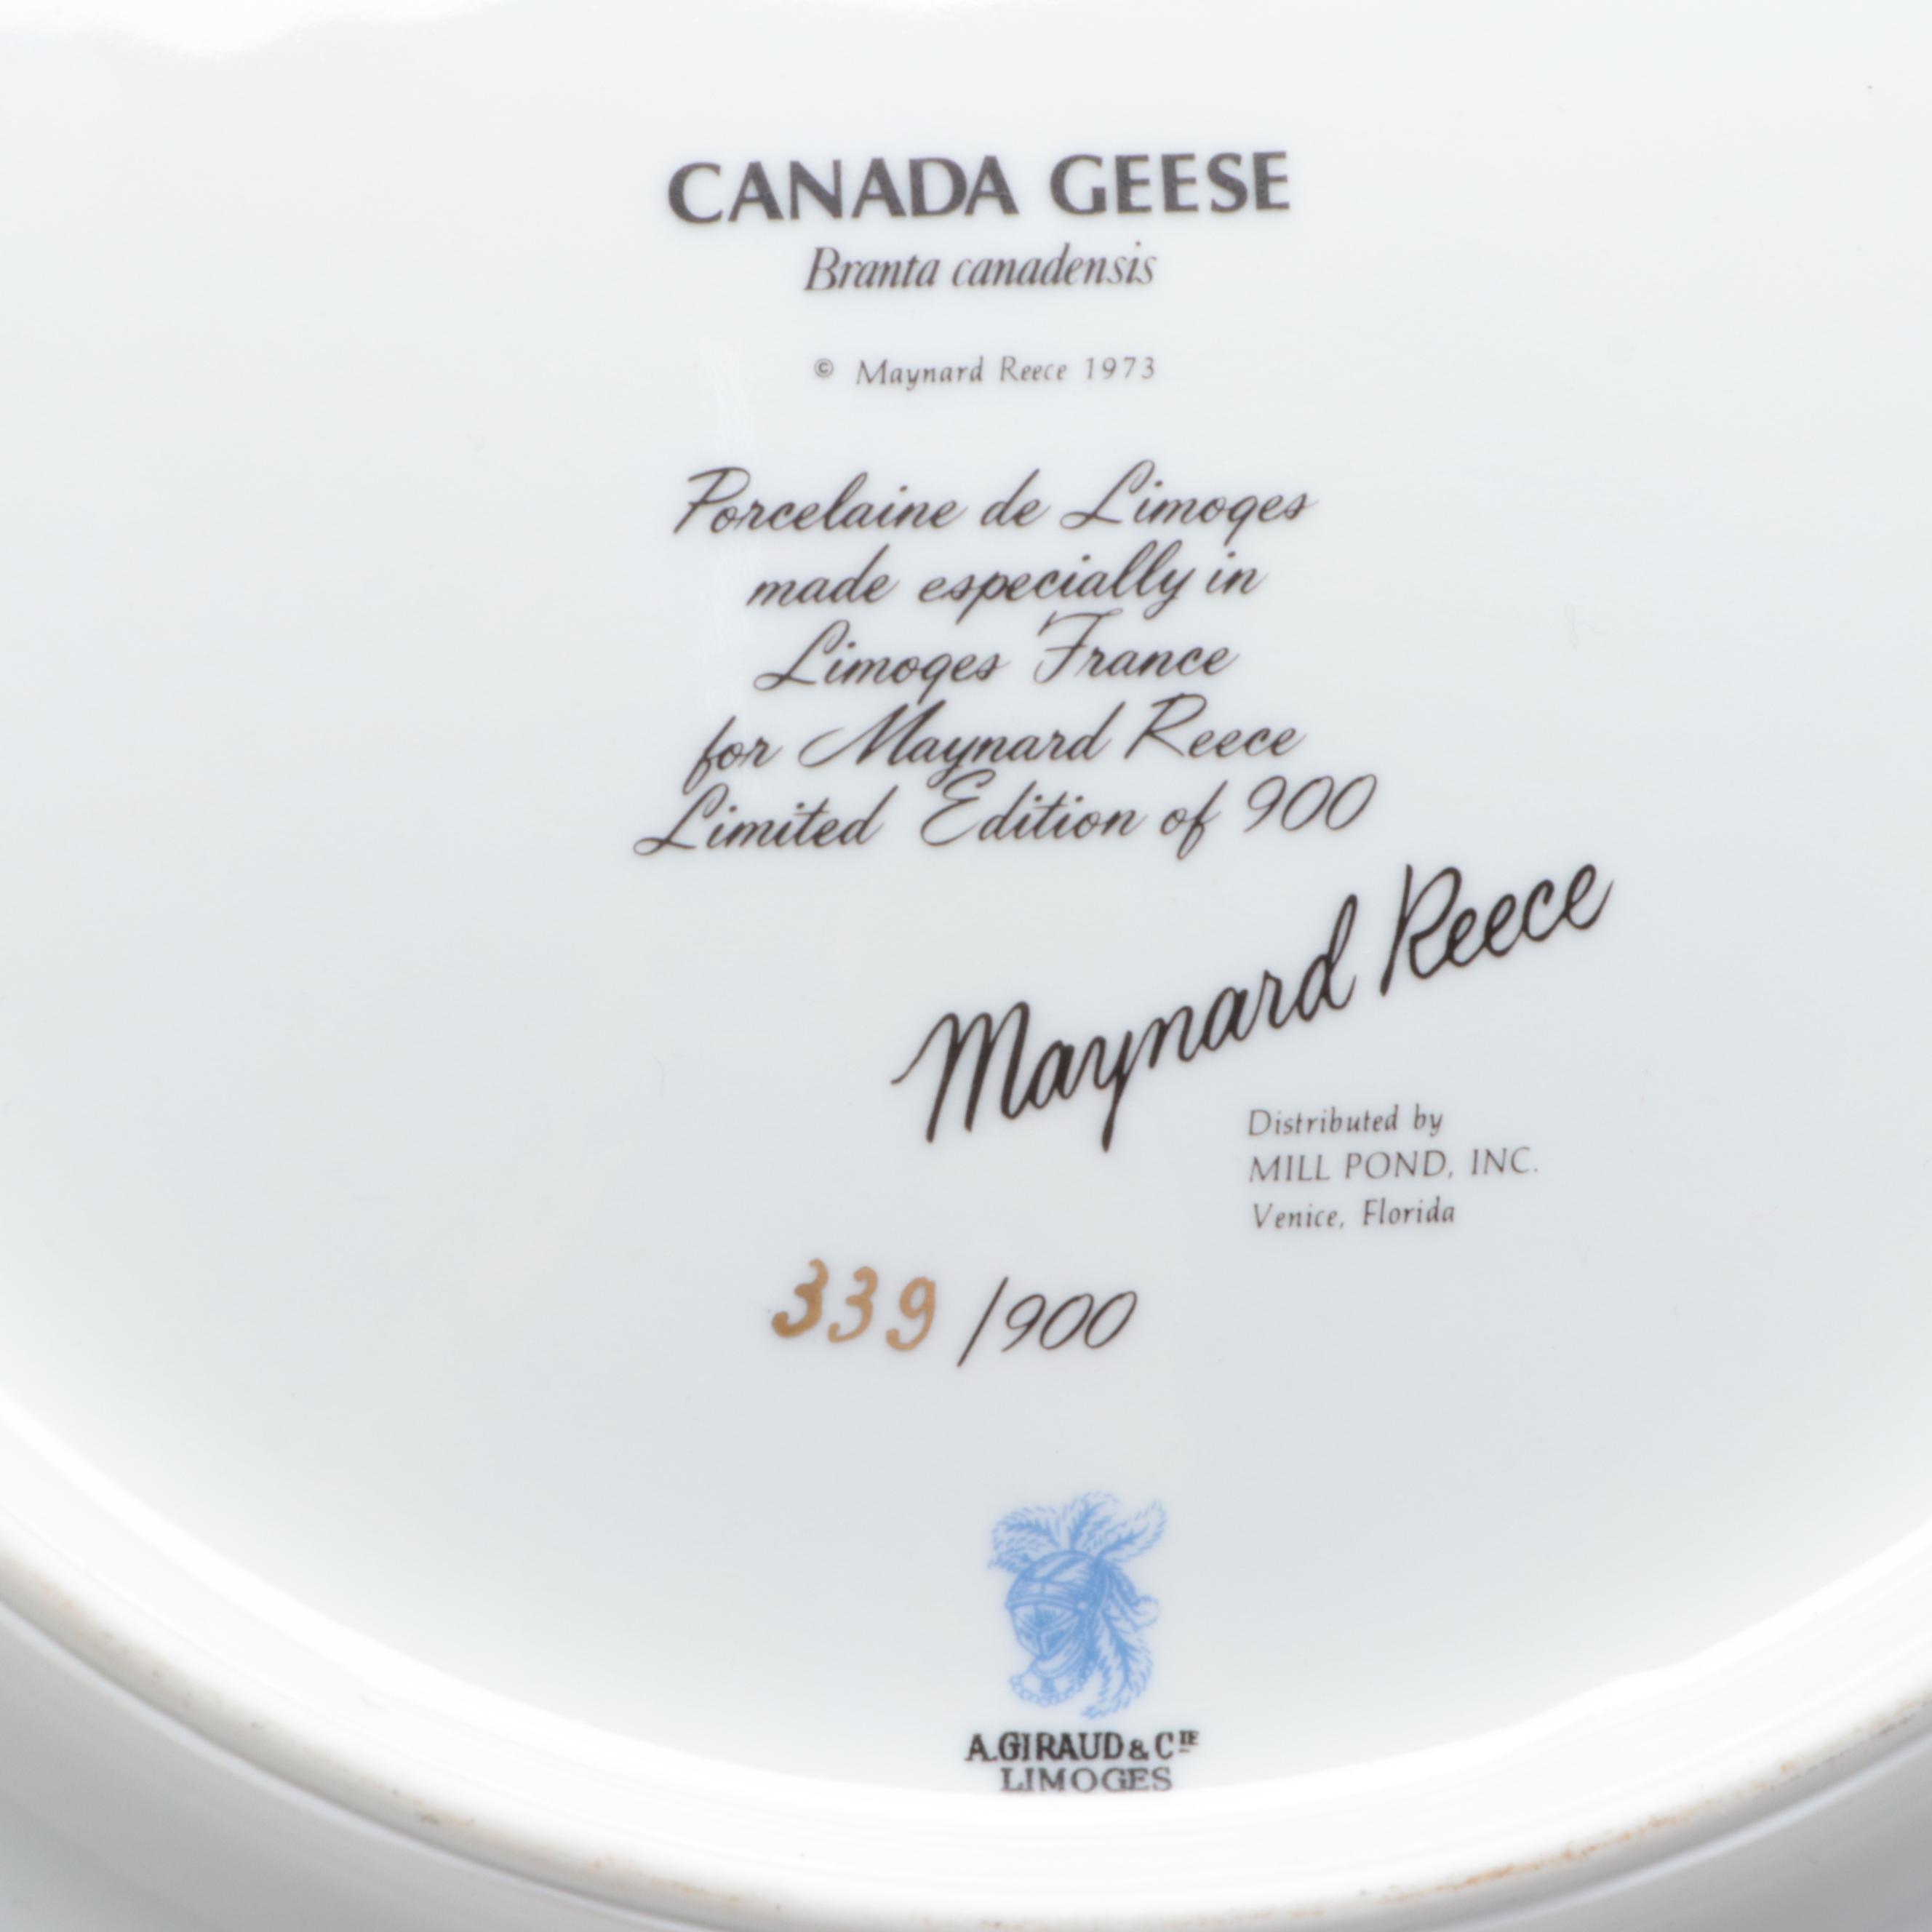 CANADA GEESE
Branta canadensis
© Maynard Reece 1973
Porcelaine de Limoges
made especially in
Limoges France
for Maynard Reece
Limited Edition of 900
Maynard Reece
Distributed by
MILL POND, INC.
Venice, Florida
339/900
A.GIRAUD & CIE
LIMOGES